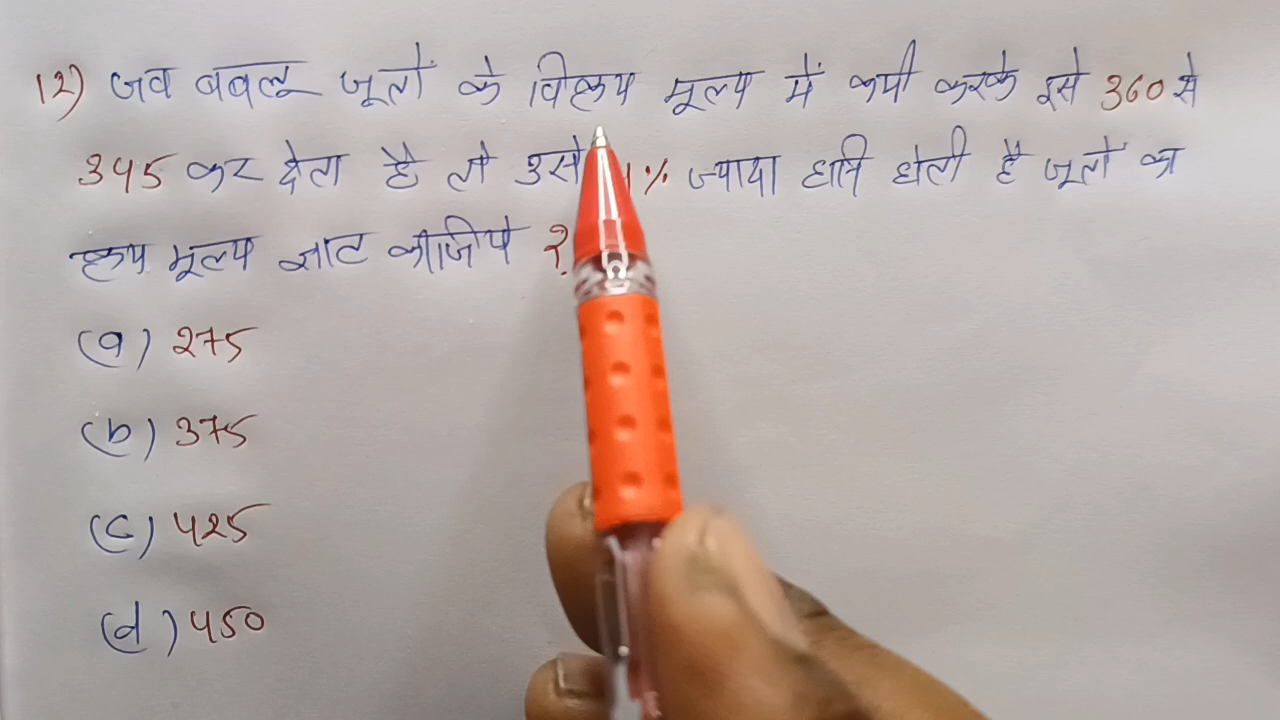 12) जब बबलू जूतों के विक्रय मूल्य में कमी करके इसे 360 से
345 कर देता है तो उसे % ज्यादा हानि होती है जूतों का
क्रय मूल्य ज्ञात कीजिये ?
(a) 275
(b) 375
(c) 425
(d) 450